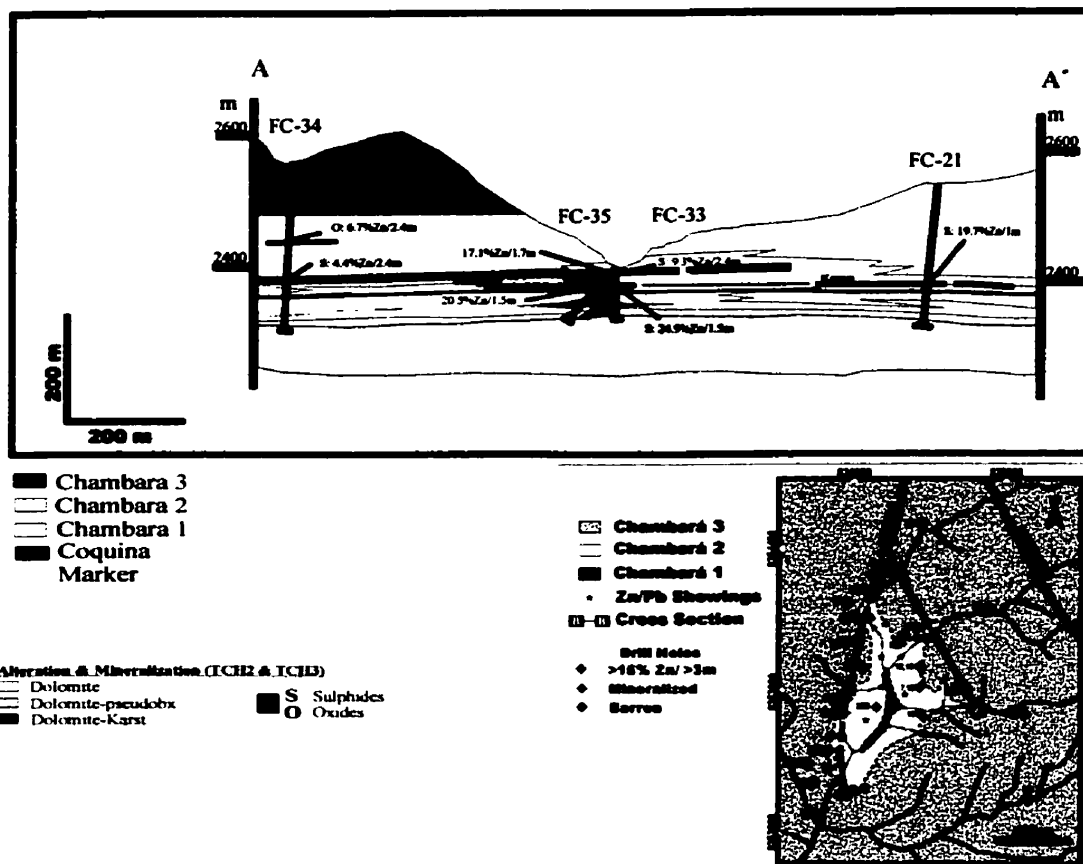 A
A´
m
m
2600
2600
FC-34
FC-21
FC-35
FC-33
O: 6.7%Zn/2.4m
S: 19.7%Zn/1m
17.1%Zn/1.7m
S: 9.1%Zn/2.4m
2400
2400
S: 4.4%Zn/2.4m
20.5%Zn/1.5m
S: 24.9%Zn/1.5m
200 m
200 m
Chambara 3
Chambara 2
Chambara 1
Coquina
Marker
Chambará 3
Chambará 2
Chambará 1
Zn/Pb Showings
Cross Section
Drill Holes
>16% Zn/ >3m
Mineralized
Barren
Alteration & Mineralization (TCH2 & TCH3)
Dolomite
Dolomite-pseudobx
Dolomite-Karst
S Sulphides
O Oxides